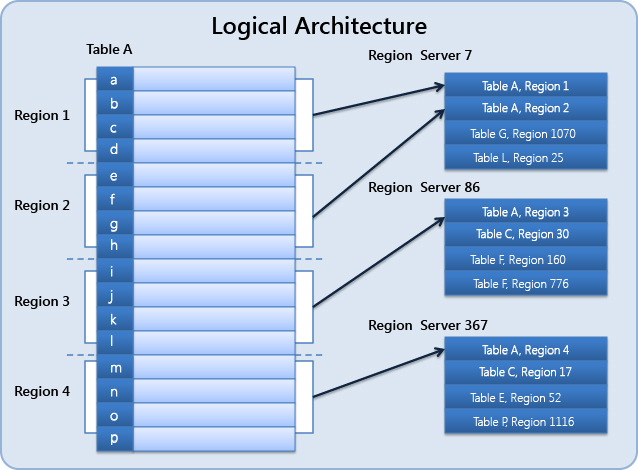 Logical Architecture
Table A
Region 1
Region 2
Region 3
Region 4
a
b
c
d
e
f
g
h
i
j
k
l
m
n
o
p
Region Server 7
Table A, Region 1
Table A, Region 2
Table G, Region 1070
Table L, Region 25
Region Server 86
Table A, Region 3
Table C, Region 30
Table F, Region 160
Table F, Region 776
Region Server 367
Table A, Region 4
Table C, Region 17
Table E, Region 52
Table P, Region 1116